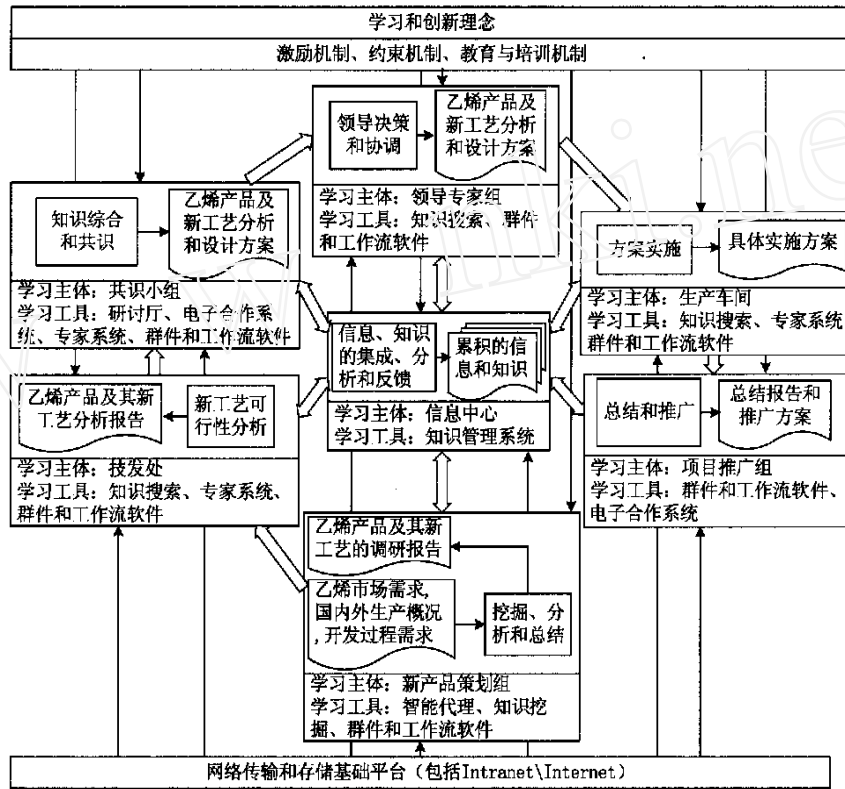 学习和创新理念
激励机制、约束机制、教育与培训机制
领导决策
和协调
乙烯产品及
新工艺分析
和设计方案
学习主体：领导专家组
学习工具：知识搜索、群件
和工作流软件
知识综合
和共识
乙烯产品及
新工艺分析
和设计方案
学习主体：共识小组
学习工具：研讨厅、电子合作系
统、专家系统、群件和工作流软件
方案实施
具体实施方案
学习主体：生产车间
学习工具：知识搜索、专家系统
群件和工作流软件
信息、知识
的集成、分
析和反馈
累积的信
息和知识
学习主体：信息中心
学习工具：知识管理系统
乙烯产品及其新
工艺分析报告
新工艺可
行性分析
学习主体：技发处
学习工具：知识搜索、专家系统、
群件和工作流软件
总结和推广
总结报告和
推广方案
学习主体：项目推广组
学习工具：群件和工作流软件、
电子合作系统
乙烯产品及其新
工艺的调研报告
乙烯市场需求,
国内外生产概况
,开发过程需求
挖掘、分
析和总结
学习主体：新产品策划组
学习工具：智能代理、知识挖
掘、群件和工作流软件
网络传输和存储基础平台（包括Intranet\Internet）